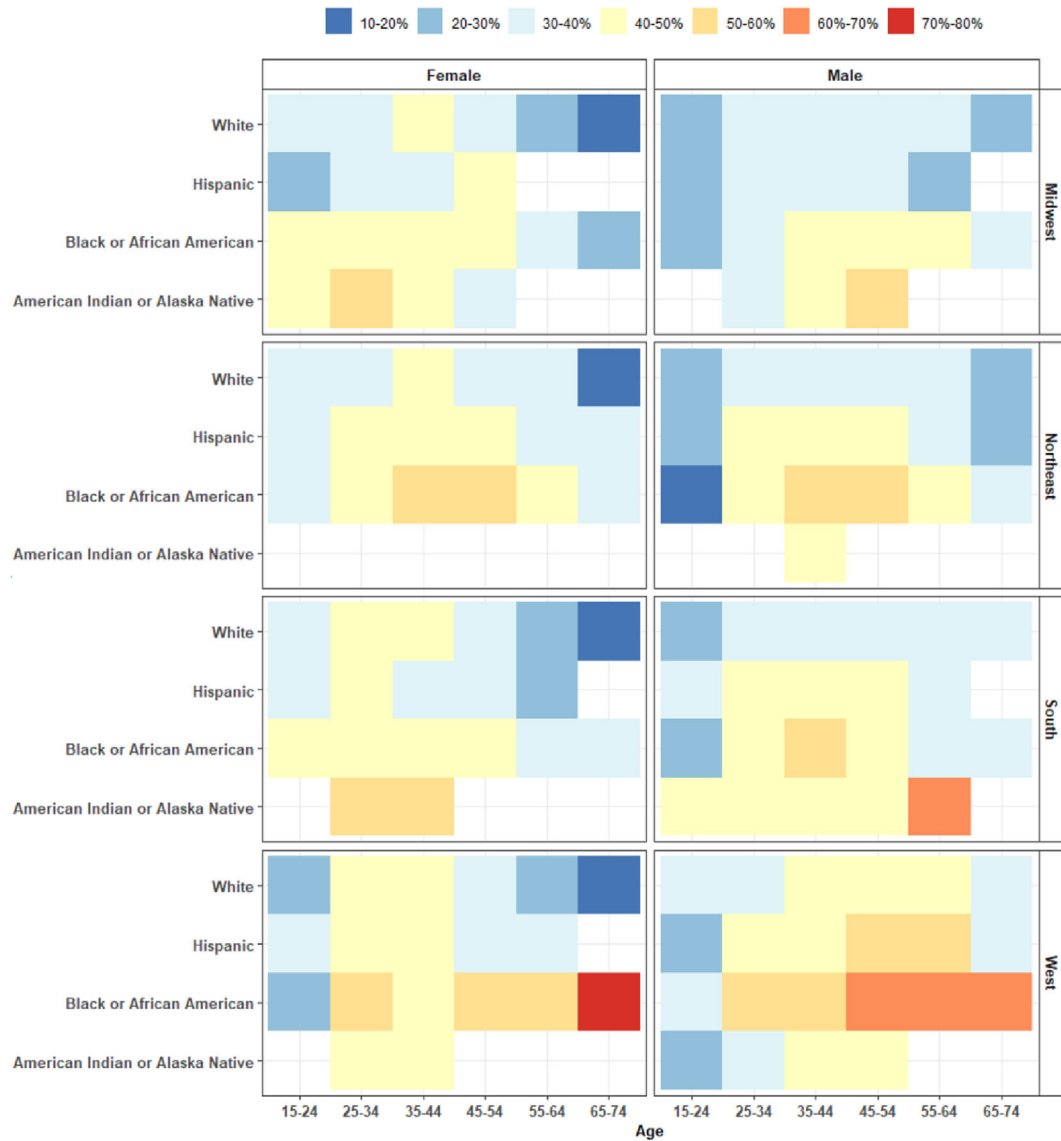 10-20% 20-30% 30-40% 40-50% 50-60% 60%-70% 70%-80%
Female Male
White
Hispanic
Black or African American
American Indian or Alaska Native
Midwest
White
Hispanic
Black or African American
American Indian or Alaska Native
Northeast
White
Hispanic
Black or African American
American Indian or Alaska Native
South
White
Hispanic
Black or African American
American Indian or Alaska Native
West
15-24 25-34 35-44 45-54 55-64 65-74 15-24 25-34 35-44 45-54 55-64 65-74
Age